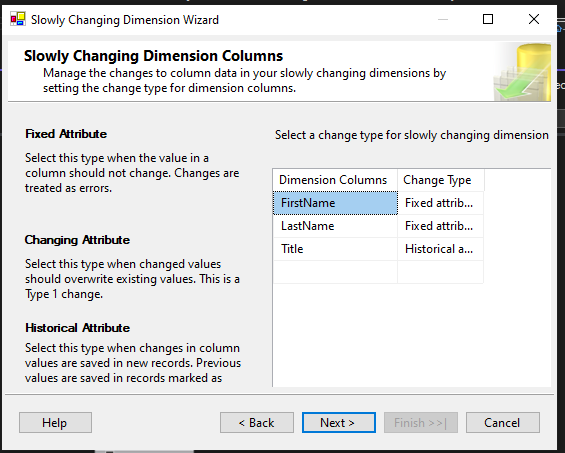 Slowly Changing Dimension Wizard
Slowly Changing Dimension Columns
Manage the changes to column data in your slowly changing dimensions by
setting the change type for dimension columns.
Fixed Attribute
Select this type when the value in a
column should not change. Changes are
treated as errors.
Changing Attribute
Select this type when changed values
should overwrite existing values. This is a
Type 1 change.
Historical Attribute
Select this type when changes in column
values are saved in new records. Previous
values are saved in records marked as
Select a change type for slowly changing dimension
Dimension Columns Change Type
FirstName Fixed attrib...
LastName Fixed attrib...
Title Historical a...
Help < Back Next > Finish >>| Cancel